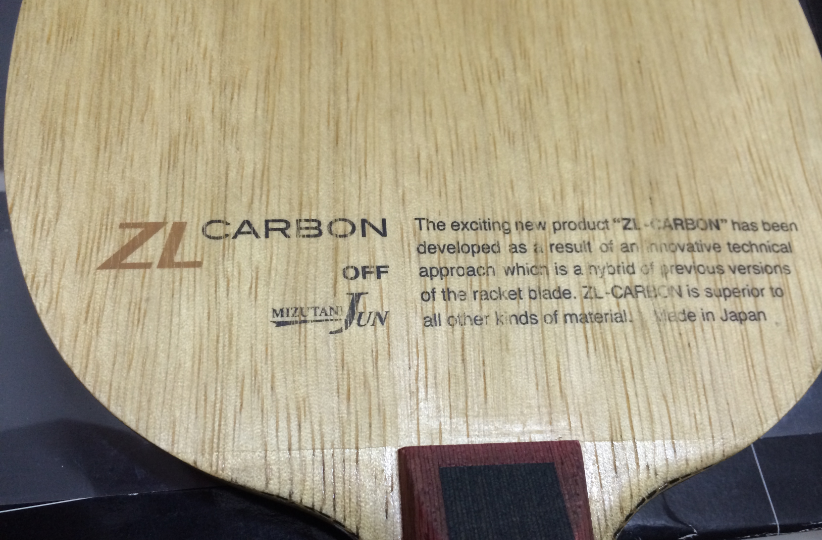 ZL CARBON
OFF
MIZUTANI JUN
The exciting new product "ZL-CARBON" has been
developed as a result of an innovative technical
approach which is a hybrid of previous versions
of the racket blade. ZL-CARBON is superior to
all other kinds of material. Made in Japan